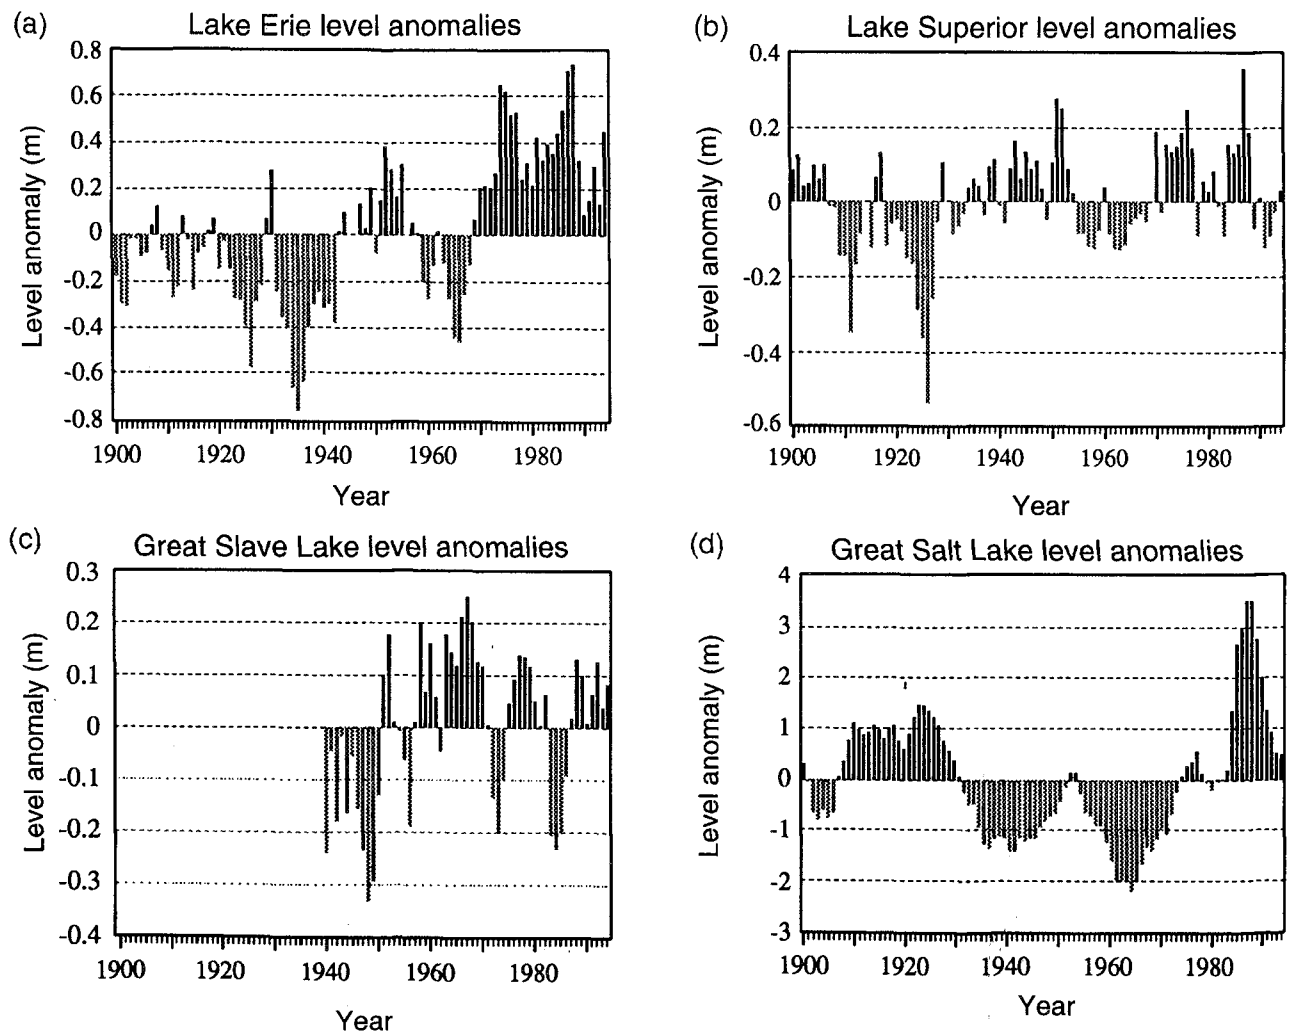 (a)
Lake Erie level anomalies
Level anomaly (m)
0.8
0.6
0.4
0.2
0
-0.2
-0.4
-0.6
-0.8
1900 1920 1940 1960 1980
Year
(b)
Lake Superior level anomalies
Level anomaly (m)
0.4
0.2
0
-0.2
-0.4
-0.6
1900 1920 1940 1960 1980
Year
(c)
Great Slave Lake level anomalies
Level anomaly (m)
0.3
0.2
0.1
0
-0.1
-0.2
-0.3
-0.4
1900 1920 1940 1960 1980
Year
(d)
Great Salt Lake level anomalies
Level anomaly (m)
4
3
2
1
0
-1
-2
-3
1900 1920 1940 1960 1980
Year